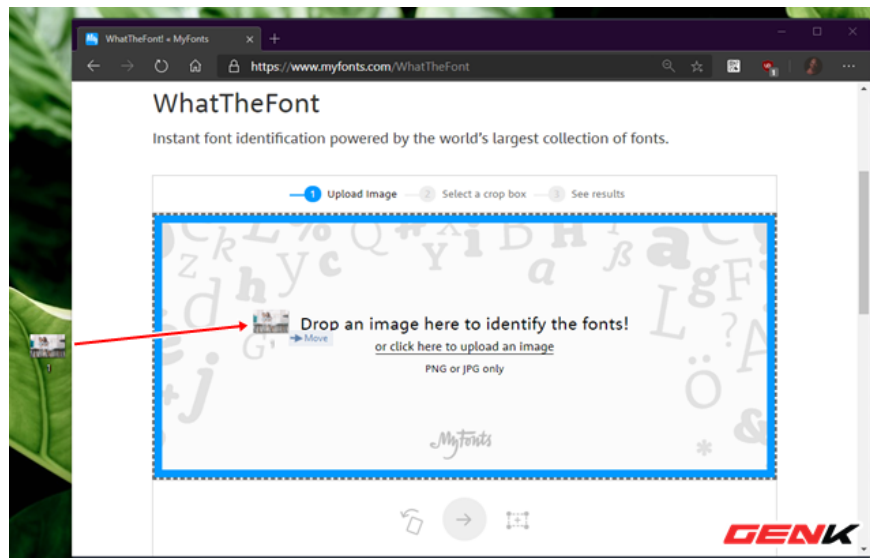 WhatTheFont! « MyFonts
https://www.myfonts.com/WhatTheFont
WhatTheFont
Instant font identification powered by the world's largest collection of fonts.
1 Upload Image 2 Select a crop box 3 See results
Drop an image here to identify the fonts!
Move
or click here to upload an image
PNG or JPG only
MyFonts
1
GENK